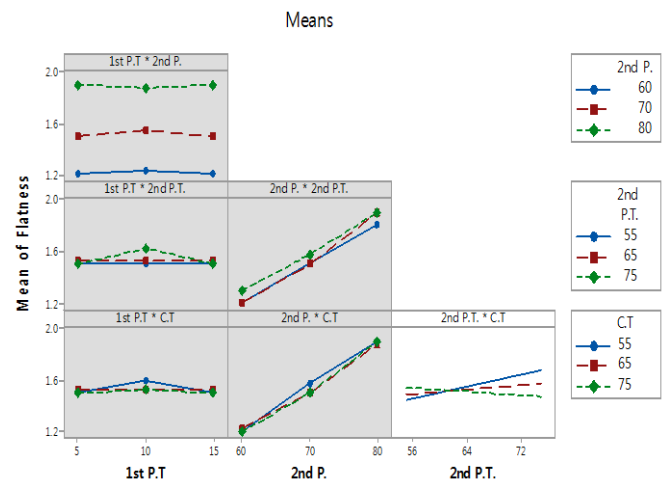 Means
1st P.T * 2nd P.
2.0
1.6
1.2
2nd P.
60
70
80
1st P.T * 2nd P.T.
2nd P. * 2nd P.T.
2.0
1.6
1.2
2nd
P.T.
55
65
75
Mean of Flatness
1st P.T * C.T
2nd P. * C.T
2nd P.T. * C.T
2.0
1.6
1.2
C.T
55
65
75
5 10 15 60 70 80 56 64 72
1st P.T 2nd P. 2nd P.T.